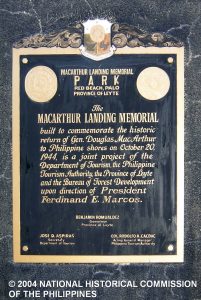 MACARTHUR LANDING MEMORIAL
PARK
RED BEACH, PALO
PROVINCE OF LEYTE
The
MACARTHUR LANDING MEMORIAL
built to commemorate the historic
return of Gen. Douglas MacArthur
to Philippine shores on October 20,
1944, is a joint project of the
Department of Tourism, the Philippine
Tourism Authority, the Province of Leyte
and the Bureau of Forest Development
upon direction of President
Ferdinand E. Marcos.
BENJAMIN ROMUALDEZ
Governor
Province of Leyte
JOSE D. ASPIRAS
Secretary
Department of Tourism
COL. RODOLFO M. CACDAC
Acting General Manager
Philippine Tourism Authority
© 2004 NATIONAL HISTORICAL COMMISSION
OF THE PHILIPPINES